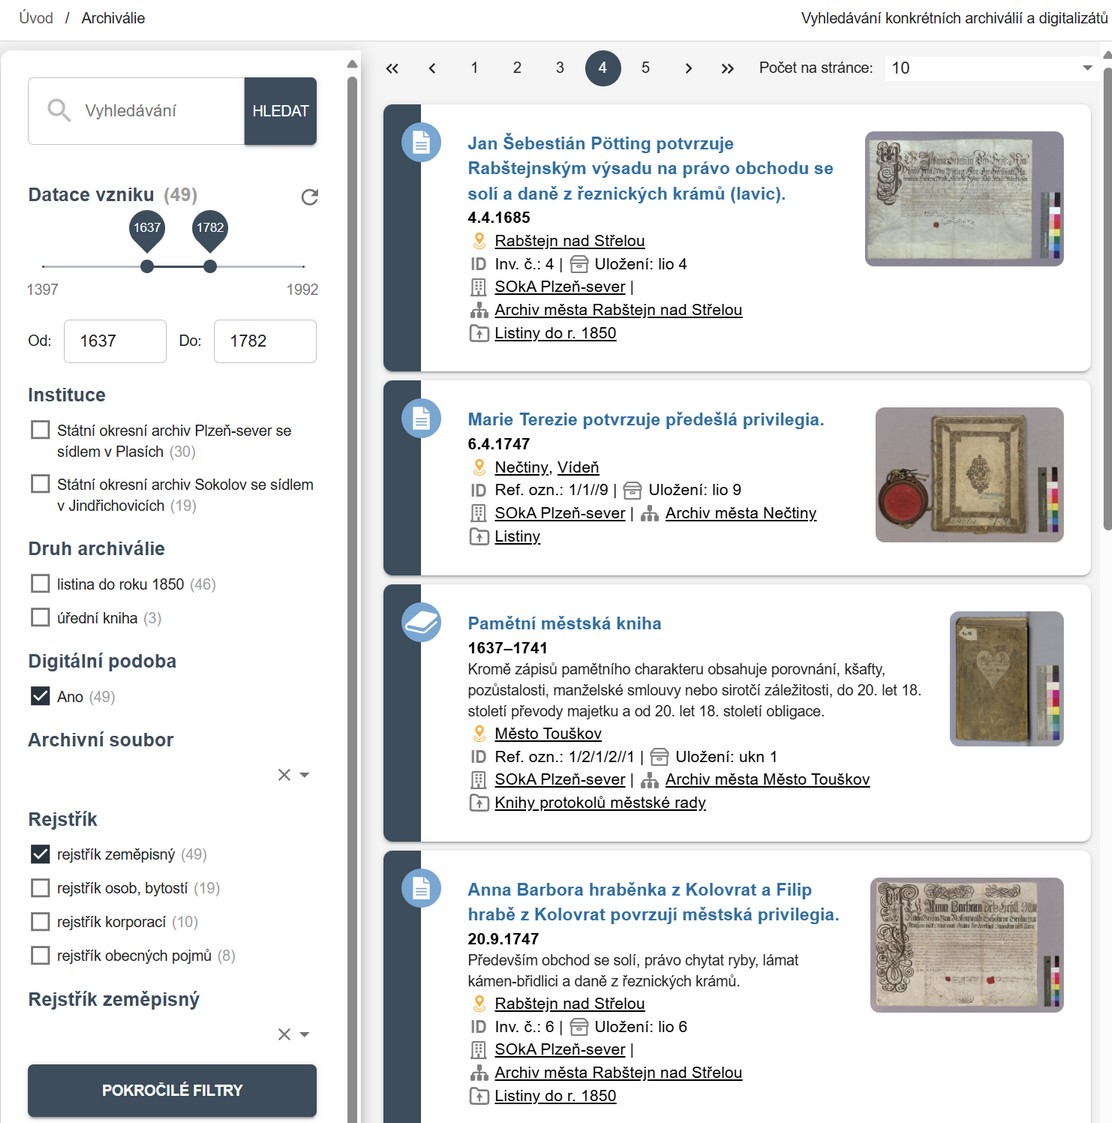 Úvod / Archiválie
Vyhledávání konkrétních archiválií a digitalizátů
Vyhledávání
HLEDAT
Datace vzniku (49)
1637
1782
1397
1992
Od: 1637 Do: 1782
Instituce
Státní okresní archiv Plzeň-sever se
sídlem v Plasích (30)
Státní okresní archiv Sokolov se sídlem
v Jindřichovicích (19)
Druh archiválie
listina do roku 1850 (46)
úřední kniha (3)
Digitální podoba
Ano (49)
Archivní soubor
Rejstřík
rejstřík zeměpisný (49)
rejstřík osob, bytostí (19)
rejstřík korporací (10)
rejstřík obecných pojmů (8)
Rejstřík zeměpisný
POKROČILÉ FILTRY
1 2 3 4 5
Počet na stránce: 10
Jan Šebestián Pötting potvrzuje
Rabštejnským výsadu na právo obchodu se
solí a daně z řeznických krámů (lavic).
4.4.1685
Rabštejn nad Střelou
ID Inv. č.: 4 | Uložení: lio 4
SOkA Plzeň-sever |
Archiv města Rabštejn nad Střelou
Listiny do r. 1850
Marie Terezie potvrzuje předešlá privilegia.
6.4.1747
Nečtiny, Vídeň
ID Ref. ozn.: 1/1//9 | Uložení: lio 9
SOkA Plzeň-sever | Archiv města Nečtiny
Listiny
Pamětní městská kniha
1637–1741
Kromě zápisů pamětního charakteru obsahuje porovnání, kšafty,
pozůstalosti, manželské smlouvy nebo sirotčí záležitosti, do 20. let 18.
století převody majetku a od 20. let 18. století obligace.
Město Touškov
ID Ref. ozn.: 1/2/1/2//1 | Uložení: ukn 1
SOkA Plzeň-sever | Archiv města Město Touškov
Knihy protokolů městské rady
Anna Barbora hraběnka z Kolovrat a Filip
hrabě z Kolovrat povrzují městská privilegia.
20.9.1747
Především obchod se solí, právo chytat ryby, lámat
kámen-břidlici a daně z řeznických krámů.
Rabštejn nad Střelou
ID Inv. č.: 6 | Uložení: lio 6
SOkA Plzeň-sever |
Archiv města Rabštejn nad Střelou
Listiny do r. 1850